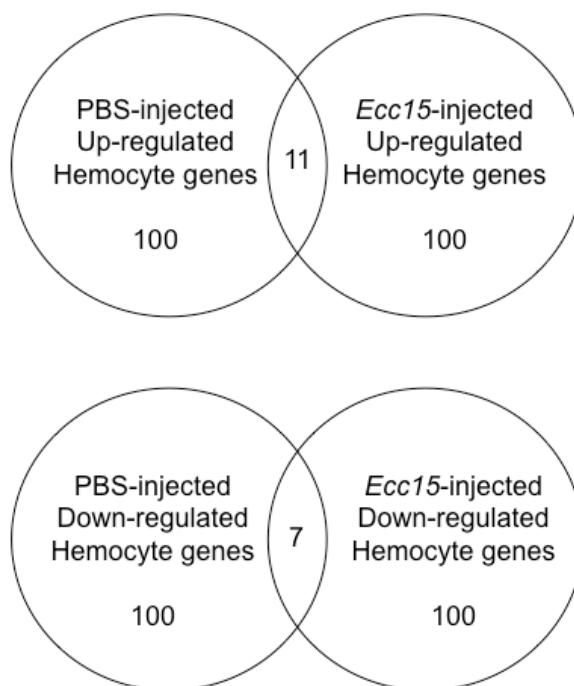 PBS-injected
Up-regulated
Hemocyte genes
100
11
Ecc15-injected
Up-regulated
Hemocyte genes
100
PBS-injected
Down-regulated
Hemocyte genes
100
7
Ecc15-injected
Down-regulated
Hemocyte genes
100